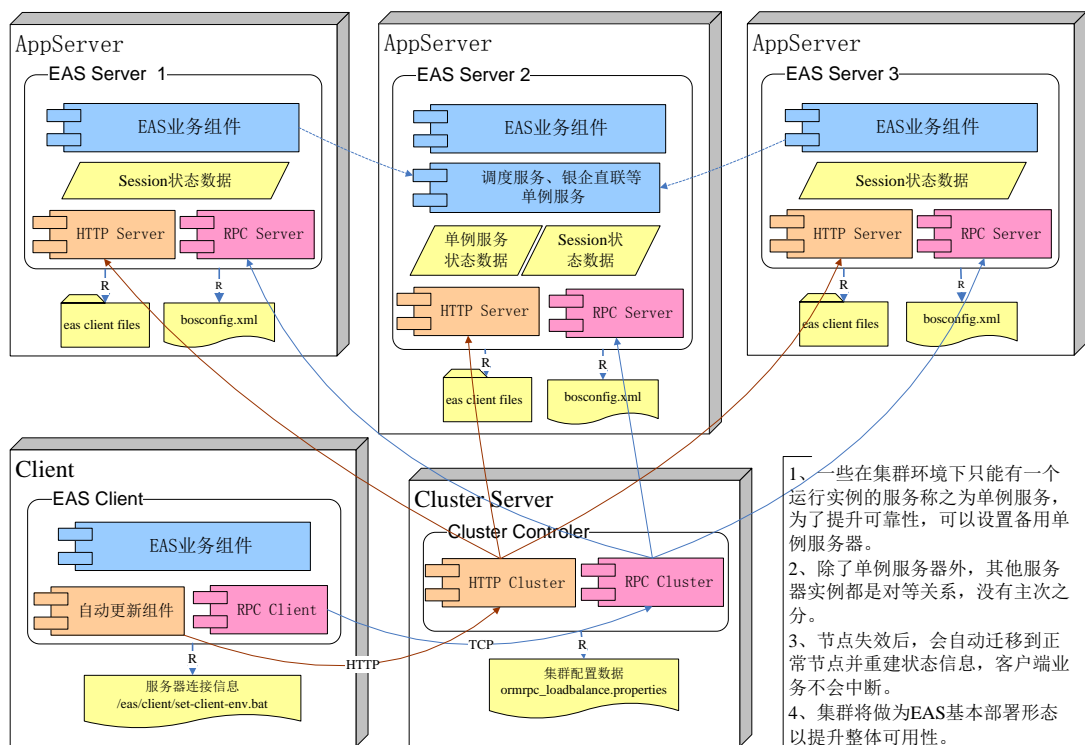 AppServer
EAS Server 1
EAS业务组件
Session状态数据
HTTP Server
RPC Server
R
R
eas client files
bosconfig.xml
AppServer
EAS Server 2
EAS业务组件
调度服务、银企直联等
单例服务
单例服务
状态数据
Session状
态数据
HTTP Server
RPC Server
R
R
eas client files
bosconfig.xml
AppServer
EAS Server 3
EAS业务组件
Session状态数据
HTTP Server
RPC Server
R
R
eas client files
bosconfig.xml
Client
EAS Client
EAS业务组件
自动更新组件
RPC Client
R
服务器连接信息
/eas/client/set-client-env.bat
HTTP
TCP
Cluster Server
Cluster Controler
HTTP Cluster
RPC Cluster
R
集群配置数据
ormrpc_loadbalance.properties
1、一些在集群环境下只能有一个
运行实例的服务称之为单例服务，
为了提升可靠性，可以设置备用单
例服务器。
2、除了单例服务器外，其他服务
器实例都是对等关系，没有主次之
分。
3、节点失效后，会自动迁移到正
常节点并重建状态信息，客户端业
务不会中断。
4、集群将做为EAS基本部署形态
以提升整体可用性。